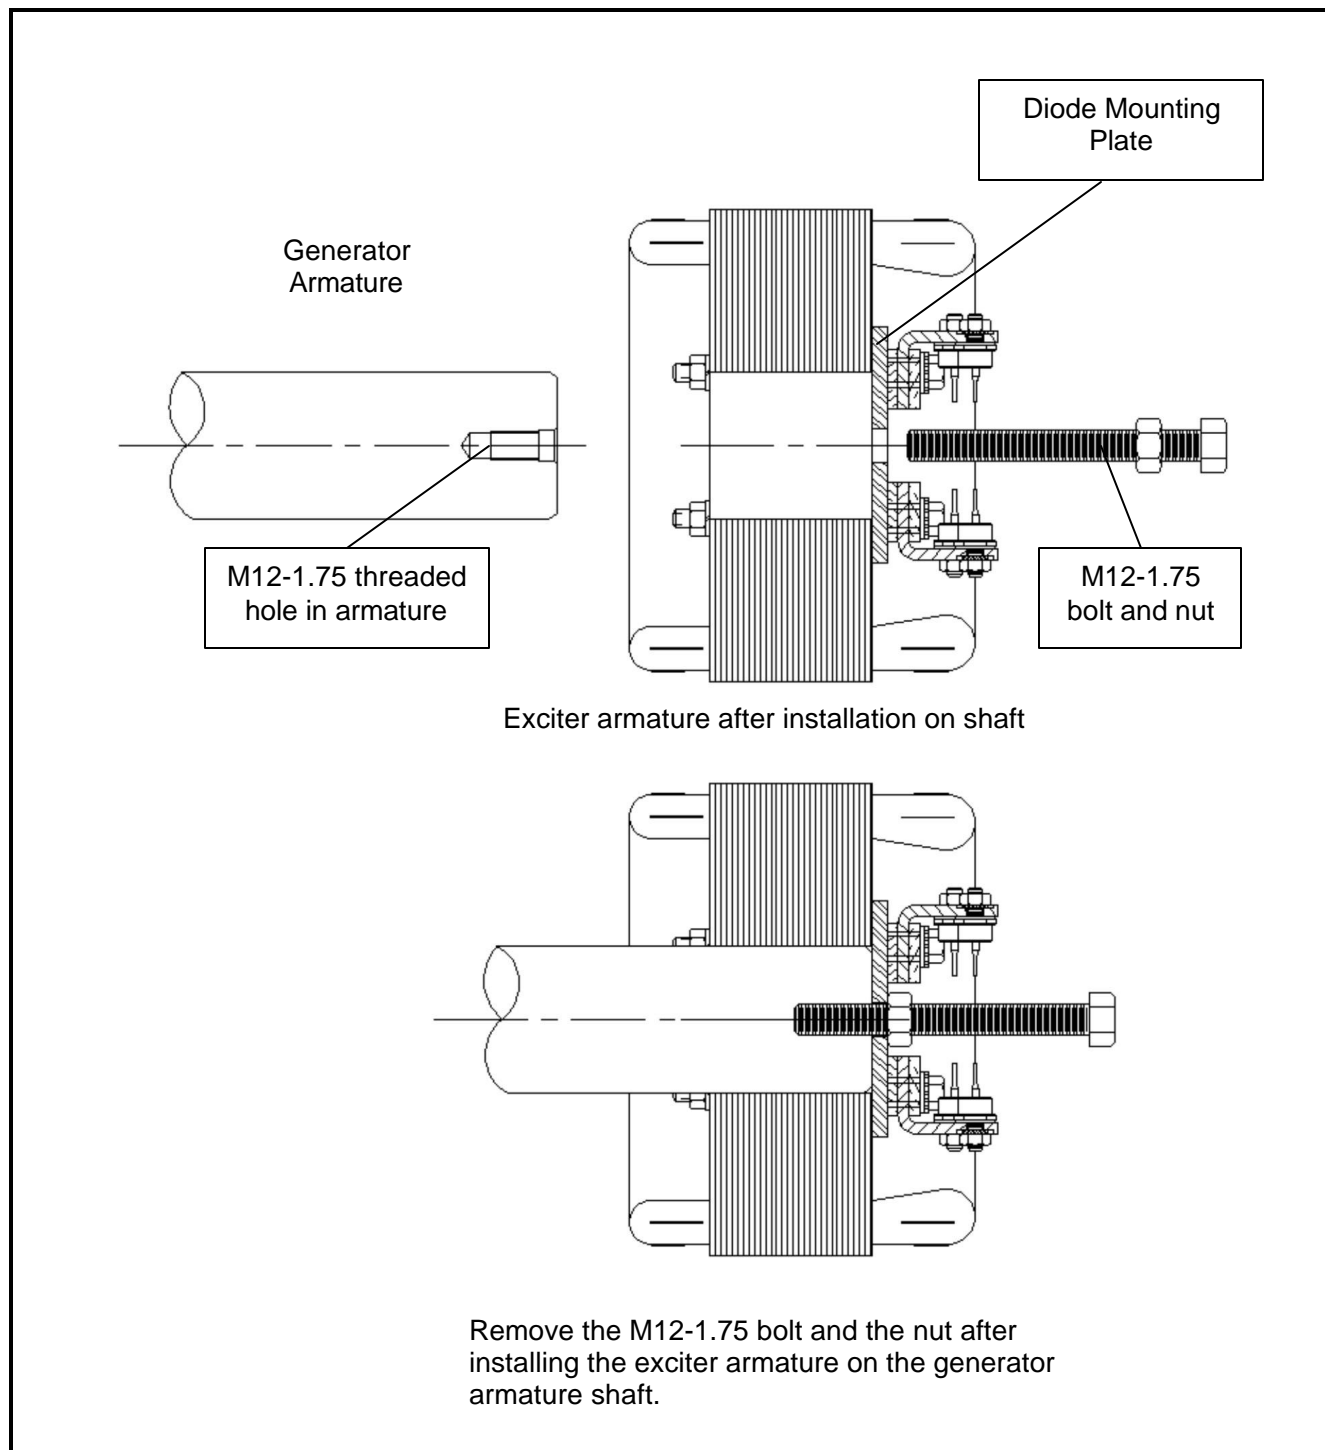 Diode Mounting
Plate
Generator
Armature
M12-1.75 threaded
hole in armature
M12-1.75
bolt and nut
Exciter armature after installation on shaft
Remove the M12-1.75 bolt and the nut after
installing the exciter armature on the generator
armature shaft.